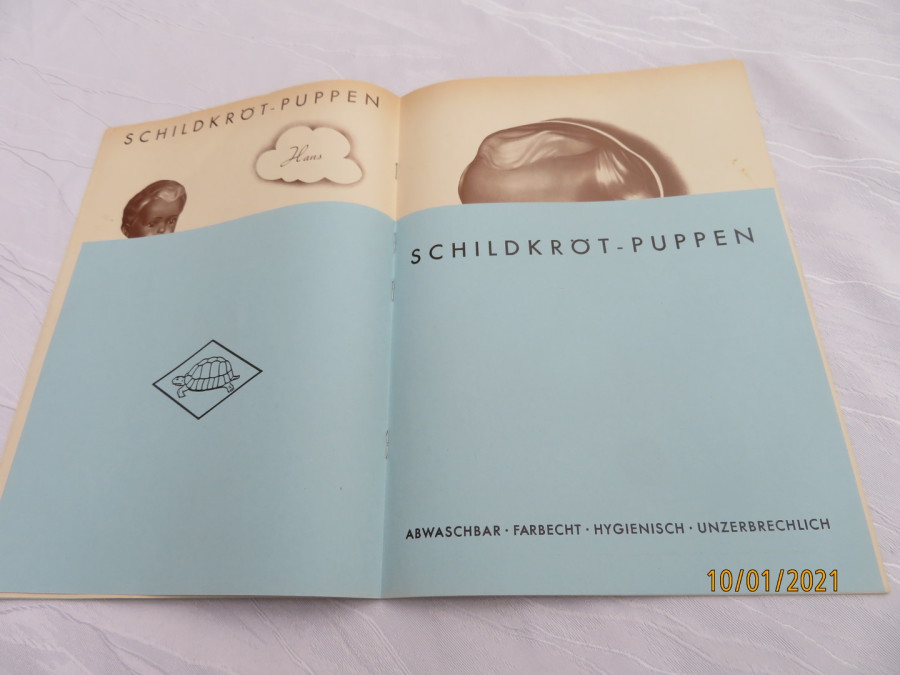 SCHILDKRÖT-PUPPEN
Hans
SCHILDKRÖT-PUPPEN
ABWASCHBAR · FARBECHT · HYGIENISCH · UNZERBRECHLICH
10/01/2021